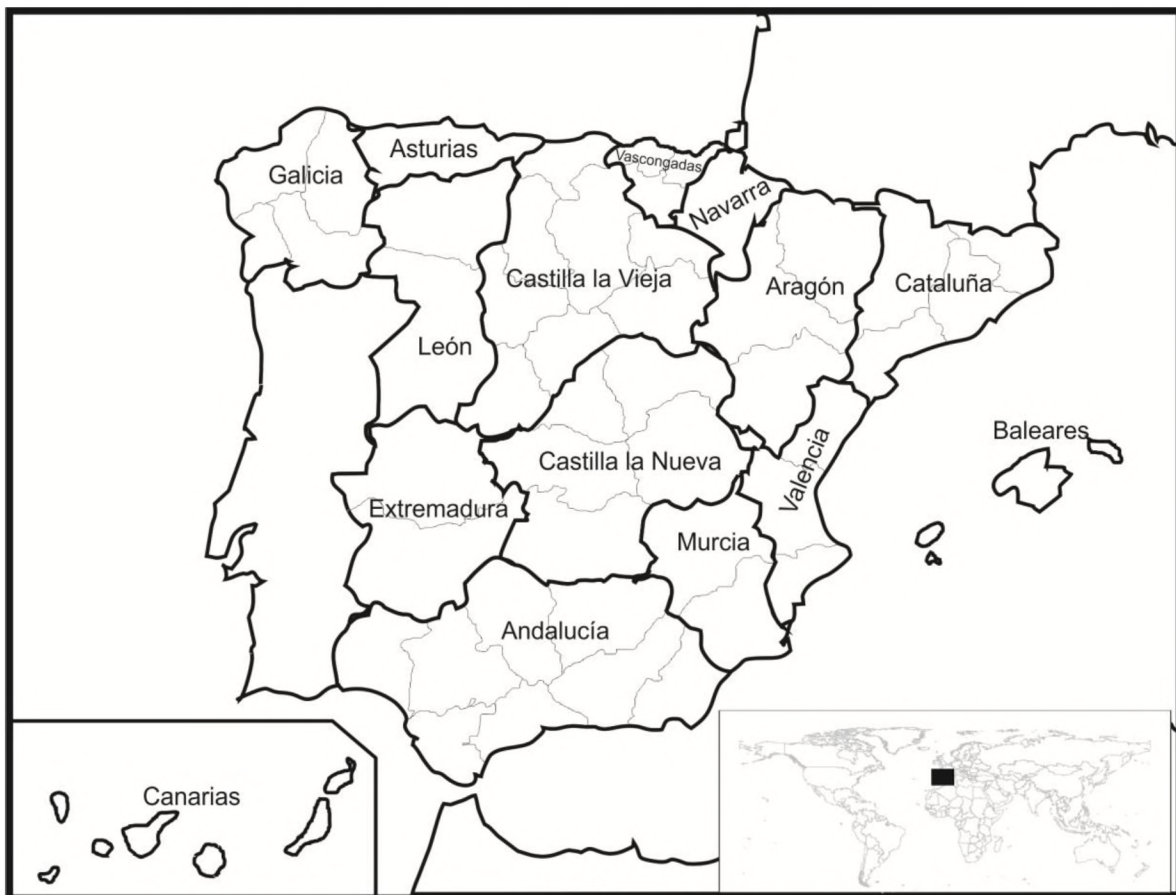 Galicia
Asturias
Vascongadas
Navarra
Castilla la Vieja
Aragón
Cataluña
León
Castilla la Nueva
Baleares
Valencia
Extremadura
Murcia
Andalucía
Canarias